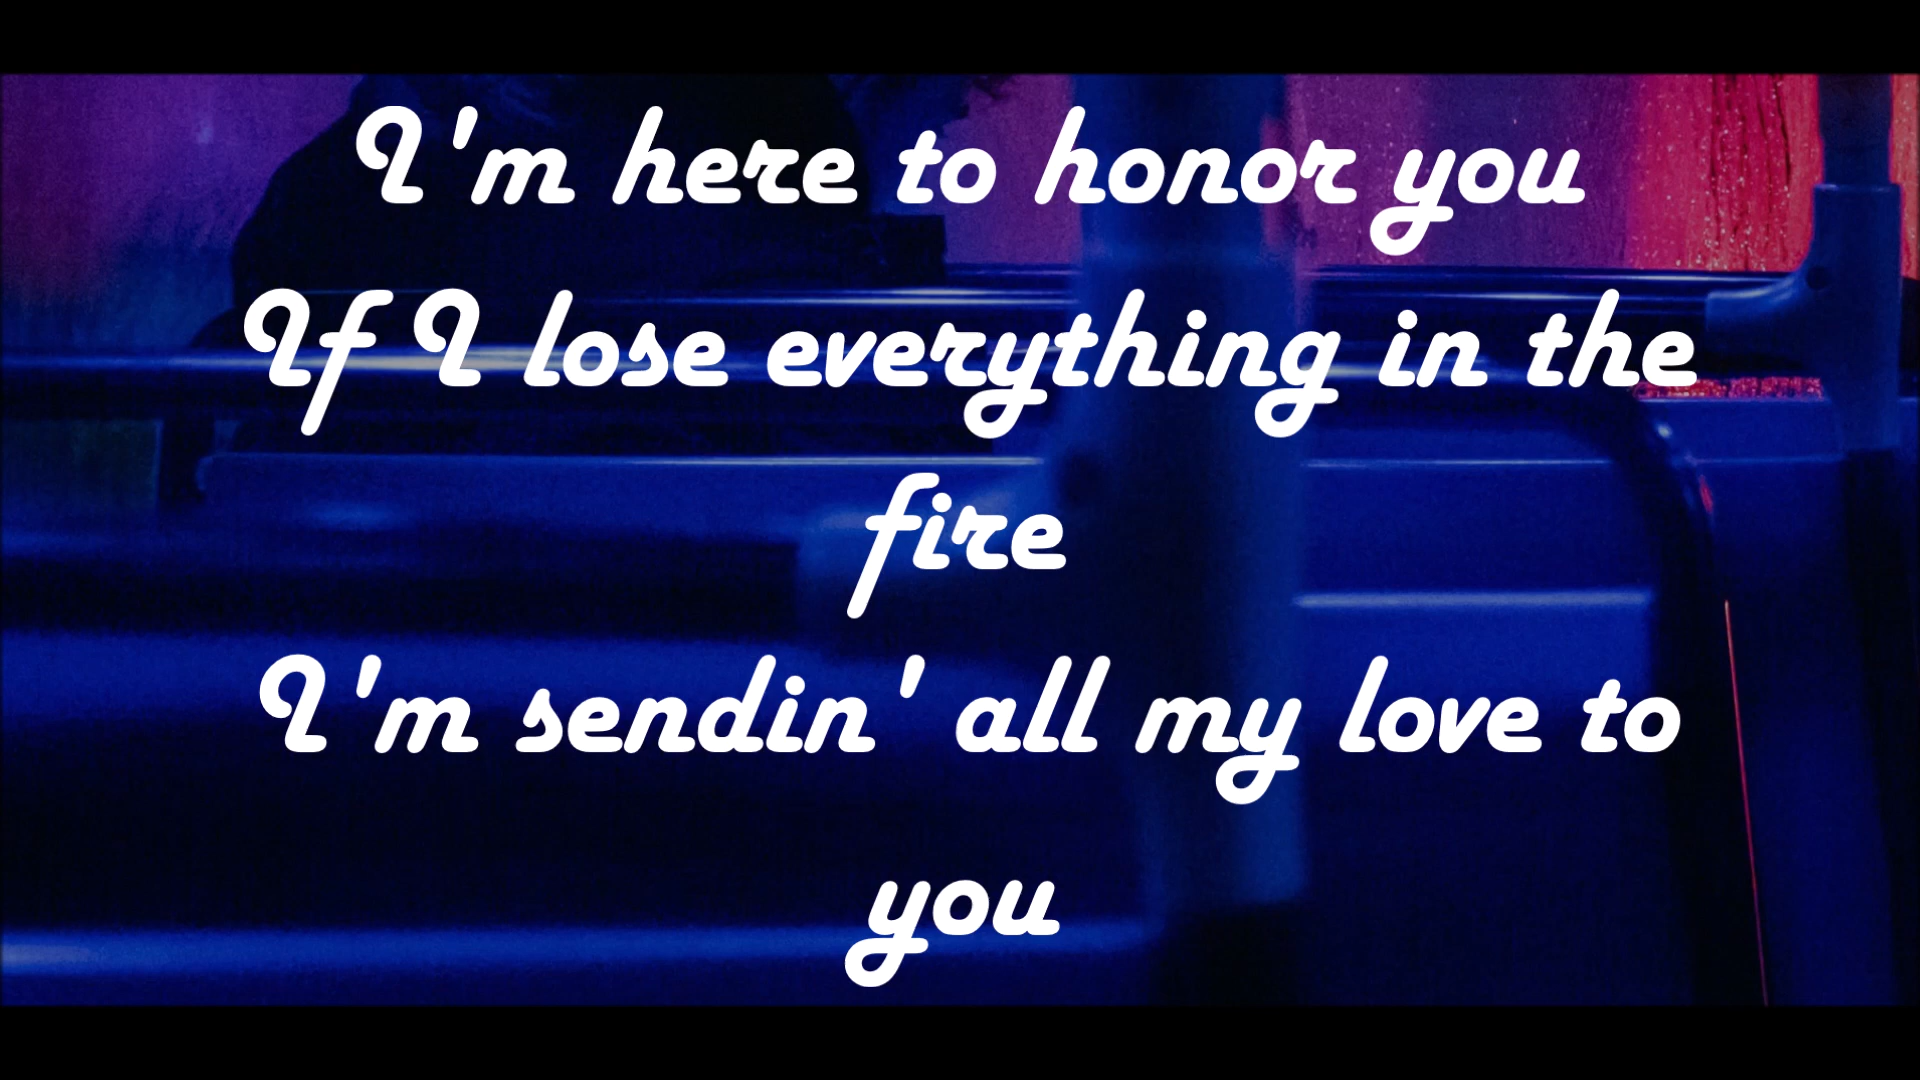 I'm here to honor you
If I lose everything in the
fire
I'm sendin' all my love to
you